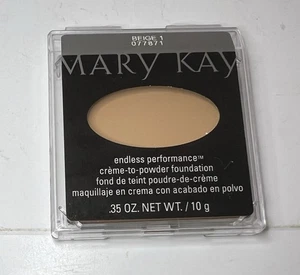 BEIGE 1
077871
MARY KAY
endless performance™
crème-to-powder foundation
fond de teint poudre-de-crème
maquillaje en crema con acabado en polvo
.35 OZ. NET. WT. / 10 g